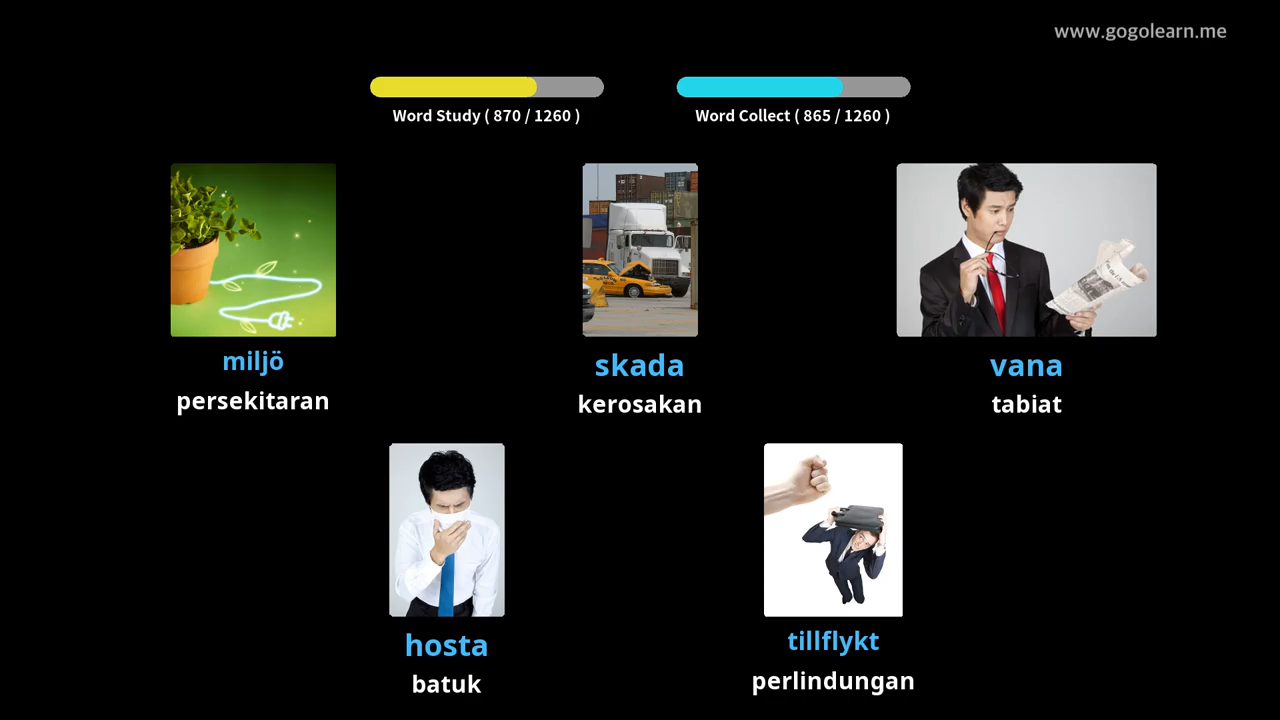 www.gogolearn.me
Word Study ( 870 / 1260 )
Word Collect ( 865 / 1260 )
miljö
persekitaran
skada
kerosakan
vana
tabiat
hosta
batuk
tillflykt
perlindungan